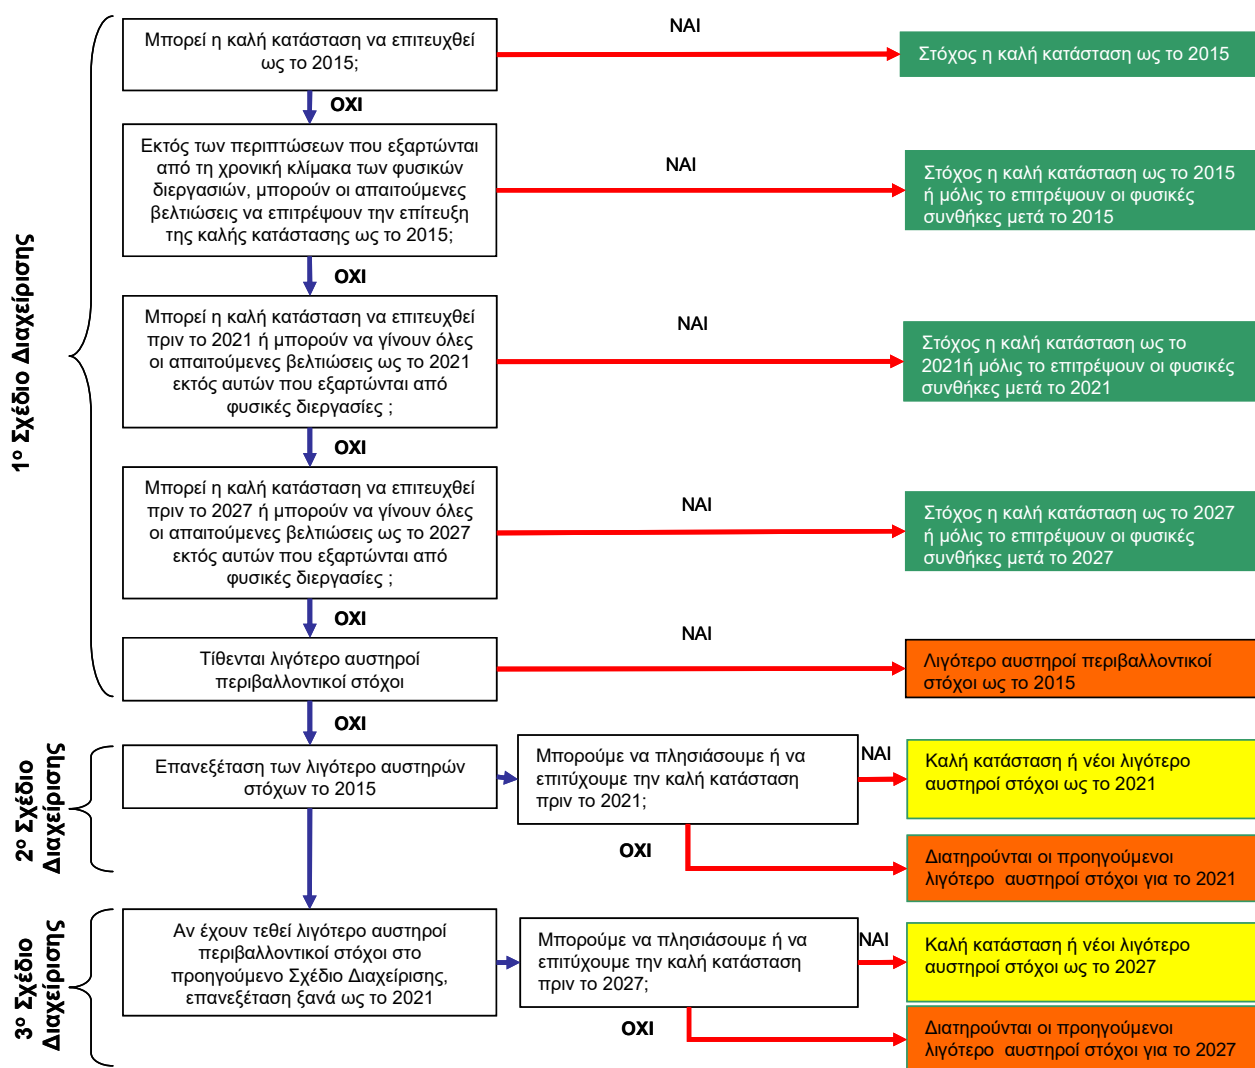 1ο Σχέδιο Διαχείρισης
Μπορεί η καλή κατάσταση να επιτευχθεί
ως το 2015;
ΝΑΙ
Στόχος η καλή κατάσταση ως το 2015
ΟΧΙ
Εκτός των περιπτώσεων που εξαρτώνται
από τη χρονική κλίμακα των φυσικών
διεργασιών, μπορούν οι απαιτούμενες
βελτιώσεις να επιτρέψουν την επίτευξη
της καλής κατάστασης ως το 2015;
ΝΑΙ
Στόχος η καλή κατάσταση ως το 2015
ή μόλις το επιτρέψουν οι φυσικές
συνθήκες μετά το 2015
ΟΧΙ
Μπορεί η καλή κατάσταση να επιτευχθεί
πριν το 2021 ή μπορούν να γίνουν όλες
οι απαιτούμενες βελτιώσεις ως το 2021
εκτός αυτών που εξαρτώνται από
φυσικές διεργασίες ;
ΝΑΙ
Στόχος η καλή κατάσταση ως το
2021ή μόλις το επιτρέψουν οι φυσικές
συνθήκες μετά το 2021
ΟΧΙ
Μπορεί η καλή κατάσταση να επιτευχθεί
πριν το 2027 ή μπορούν να γίνουν όλες
οι απαιτούμενες βελτιώσεις ως το 2027
εκτός αυτών που εξαρτώνται από
φυσικές διεργασίες ;
ΝΑΙ
Στόχος η καλή κατάσταση ως το 2027
ή μόλις το επιτρέψουν οι φυσικές
συνθήκες μετά το 2027
ΟΧΙ
Τίθενται λιγότερο αυστηροί
περιβαλλοντικοί στόχοι
ΝΑΙ
Λιγότερο αυστηροί περιβαλλοντικοί
στόχοι ως το 2015
ΟΧΙ
2ο Σχέδιο
Διαχείρισης
Επανεξέταση των λιγότερο αυστηρών
στόχων το 2015
Μπορούμε να πλησιάσουμε ή να
επιτύχουμε την καλή κατάσταση
πριν το 2021;
ΝΑΙ
Καλή κατάσταση ή νέοι λιγότερο
αυστηροί στόχοι ως το 2021
ΟΧΙ
Διατηρούνται οι προηγούμενοι
λιγότερο αυστηροί στόχοι για το 2021
3ο Σχέδιο
Διαχείρισης
Αν έχουν τεθεί λιγότερο αυστηροί
περιβαλλοντικοί στόχοι στο
προηγούμενο Σχέδιο Διαχείρισης,
επανεξέταση ξανά ως το 2021
Μπορούμε να πλησιάσουμε ή να
επιτύχουμε την καλή κατάσταση
πριν το 2027;
ΝΑΙ
Καλή κατάσταση ή νέοι λιγότερο
αυστηροί στόχοι ως το 2027
ΟΧΙ
Διατηρούνται οι προηγούμενοι
λιγότερο αυστηροί στόχοι για το 2027